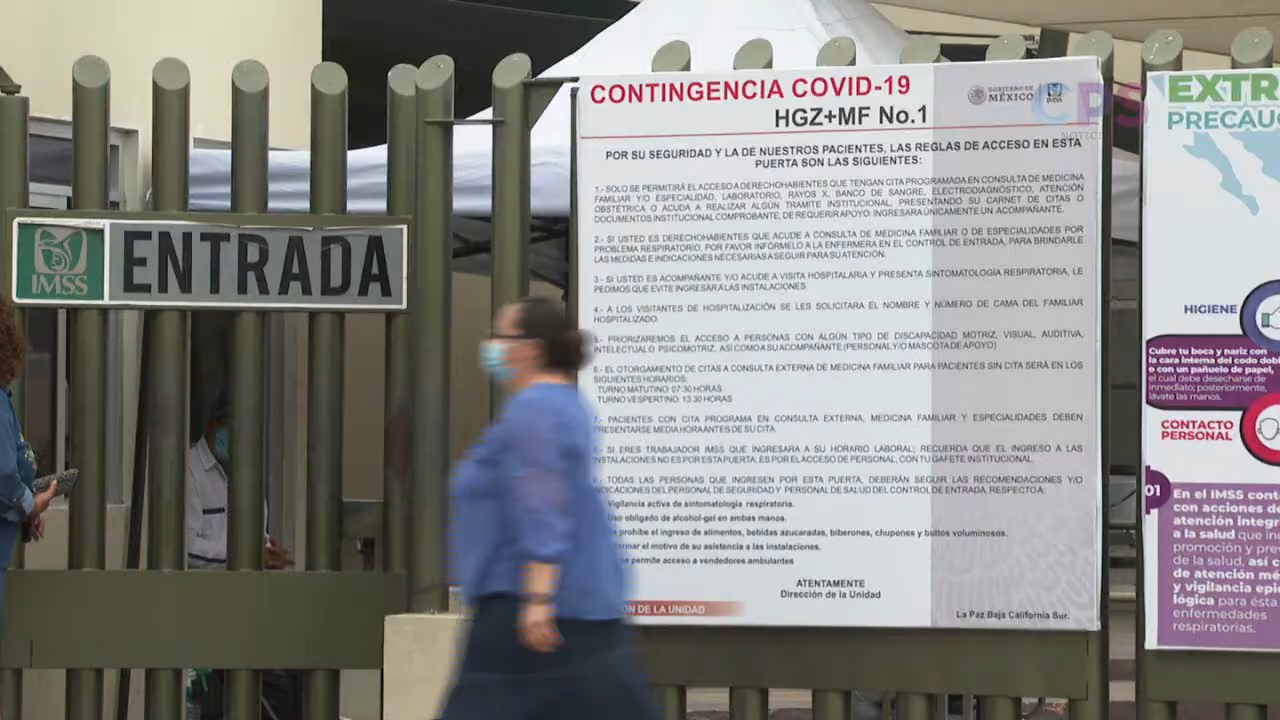 IMSS
ENTRADA
CONTINGENCIA COVID-19
HGZ+MF No.1
GOBIERNO DE
MÉXICO
IMSS
CPS
NOTICI
POR SU SEGURIDAD Y LA DE NUESTROS PACIENTES, LAS REGLAS DE ACCESO EN ESTA
PUERTA SON LAS SIGUIENTES:
1.- SOLO SE PERMITIRÁ EL ACCESO A DERECHOHABIENTES QUE TENGAN CITA PROGRAMADA EN CONSULTA DE MEDICINA
FAMILIAR Y/O ESPECIALIDAD, LABORATORIO, RAYOS X, BANCO DE SANGRE, ELECTRODIAGNÓSTICO, ATENCIÓN
OBSTÉTRICA O ACUDA A REALIZAR ALGÚN TRAMITE INSTITUCIONAL, PRESENTANDO SU CARNET DE CITAS O
DOCUMENTOS INSTITUCIONAL COMPROBANTE, DE REQUERIR APOYO: INGRESARA ÚNICAMENTE UN ACOMPAÑANTE.
2.- SI USTED ES DERECHOHABIENTES QUE ACUDE A CONSULTA DE MEDICINA FAMILIAR O DE ESPECIALIDADES POR
PROBLEMA RESPIRATORIO, POR FAVOR INFÓRMELO A LA ENFERMERA EN EL CONTROL DE ENTRADA, PARA BRINDARLE
LAS MEDIDAS E INDICACIONES NECESARIAS A SEGUIR PARA SU ATENCIÓN.
3.- SI USTED ES ACOMPAÑANTE Y/O ACUDE A VISITA HOSPITALARIA Y PRESENTA SINTOMATOLOGÍA RESPIRATORIA, LE
PEDIMOS QUE EVITE INGRESAR A LAS INSTALACIONES.
4.- A LOS VISITANTES DE HOSPITALIZACIÓN SE LES SOLICITARA EL NOMBRE Y NÚMERO DE CAMA DEL FAMILIAR
HOSPITALIZADO.
5.- PRIORIZAREMOS EL ACCESO A PERSONAS CON ALGÚN TIPO DE DISCAPACIDAD MOTRIZ, VISUAL, AUDITIVA,
INTELECTUAL O PSICOMOTRIZ, ASÍ COMO A SU ACOMPAÑANTE (PERSONAL Y/O MASCOTA DE APOYO)
6.- EL OTORGAMIENTO DE CITAS A CONSULTA EXTERNA DE MEDICINA FAMILIAR PARA PACIENTES SIN CITA SERÁ EN LOS
SIGUIENTES HORARIOS:
TURNO MATUTINO: 07:30 HORAS
TURNO VESPERTINO: 13:30 HORAS
7.- PACIENTES CON CITA PROGRAMA EN CONSULTA EXTERNA, MEDICINA FAMILIAR Y ESPECIALIDADES DEBEN
PRESENTARSE MEDIA HORA ANTES DE SU CITA.
8.- SI ERES TRABAJADOR IMSS QUE INGRESARA A SU HORARIO LABORAL; RECUERDA QUE EL INGRESO A LAS
INSTALACIONES NO ES POR ESTA PUERTA; ES POR EL ACCESO DE PERSONAL, CON TU GAFETE INSTITUCIONAL.
TODAS LAS PERSONAS QUE INGRESEN POR ESTA PUERTA, DEBERÁN SEGUIR LAS RECOMENDACIONES Y/O
INDICACIONES DEL PERSONAL DE SEGURIDAD Y PERSONAL DE SALUD DEL CONTROL DE ENTRADA, RESPECTO A:
Vigilancia activa de sintomatología respiratoria.
Uso obligado de alcohol-gel en ambas manos.
prohíbe el ingreso de alimentos, bebidas azucaradas, biberones, chupones y bultos voluminosos.
el motivo de su asistencia a las instalaciones.
permite acceso a vendedores ambulantes
ATENTAMENTE
Dirección de la Unidad
ÓN DE LA UNIDAD
La Paz Baja California Sur.
EXTR
PRECAUC
HIGIENE
Cubre tu boca y nariz con
la cara interna del codo dobl
o con un pañuelo de papel,
el cual debe desecharse de
inmediato; posteriormente,
lávate las manos.
CONTACTO
PERSONAL
01
En el IMSS cont
con acciones de
atención integr
a la salud que in
promoción y pre
de la salud, así c
de atención mé
y vigilancia epid
lógica para esta
enfermedades
respiratorias.